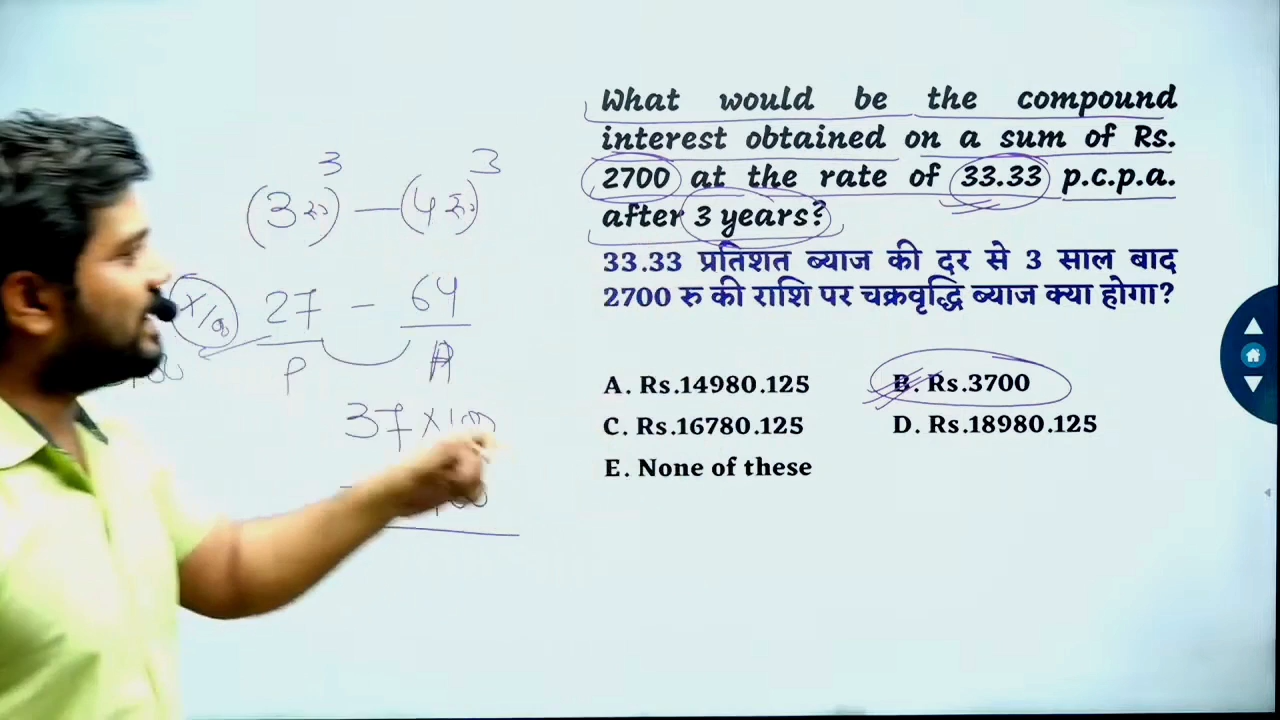 What would be the compound
interest obtained on a sum of Rs.
2700 at the rate of 33.33 p.c.p.a.
after 3 years?
33.33 प्रतिशत ब्याज की दर से 3 साल बाद
2700 रु की राशि पर चक्रवृद्धि ब्याज क्या होगा?
A. Rs.14980.125 B. Rs.3700
C. Rs.16780.125 D. Rs.18980.125
E. None of these
3 3
(3 रु०) — (4 रु०)
27 — 64
P A
37 ×